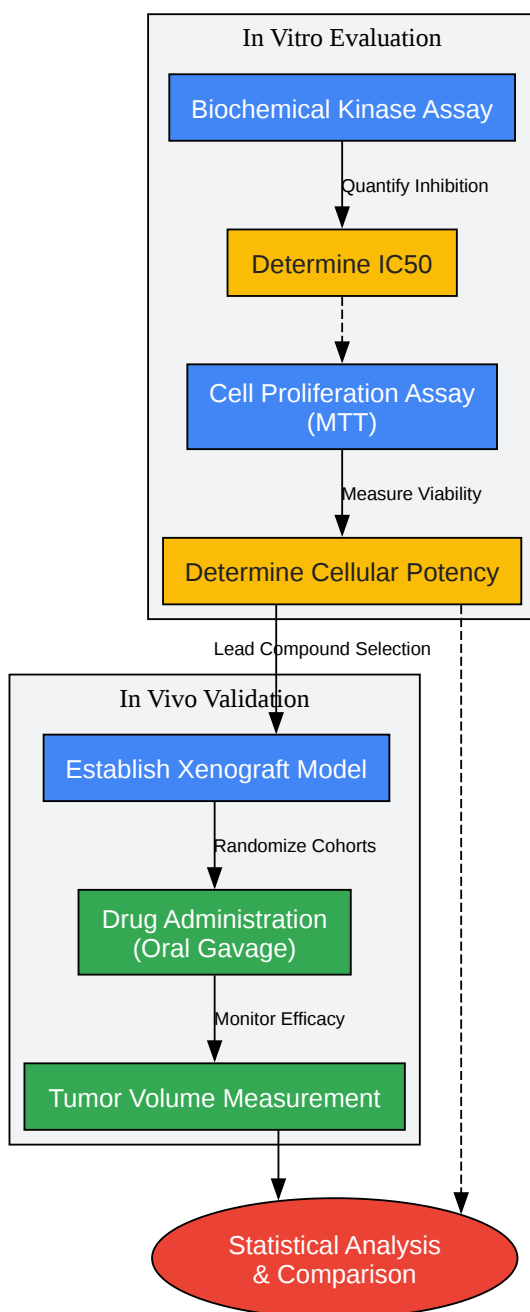 In Vitro Evaluation
Biochemical Kinase Assay
Quantify Inhibition
Determine IC50
Cell Proliferation Assay
(MTT)
Measure Viability
Determine Cellular Potency
Lead Compound Selection
In Vivo Validation
Establish Xenograft Model
Randomize Cohorts
Drug Administration
(Oral Gavage)
Monitor Efficacy
Tumor Volume Measurement
Statistical Analysis
& Comparison